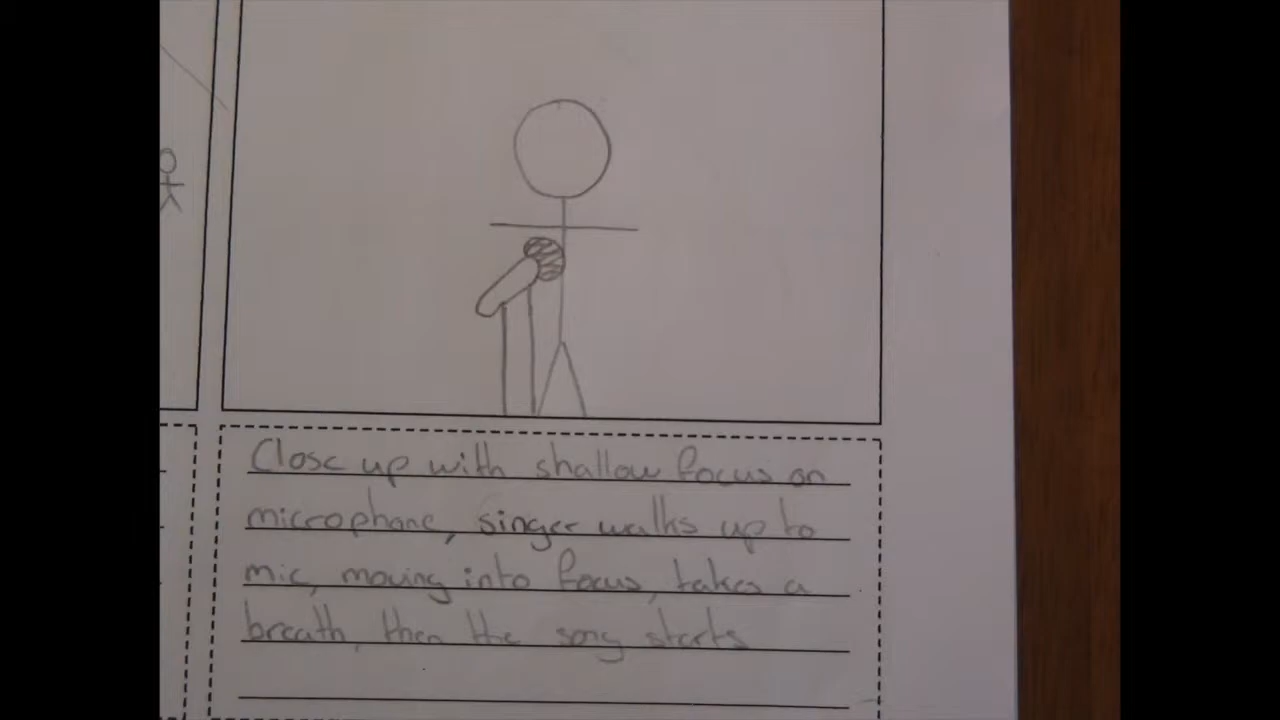 Close up with shallow focus on
microphone, singer walks up to
mic, moving into focus, takes a
breath, then the song starts